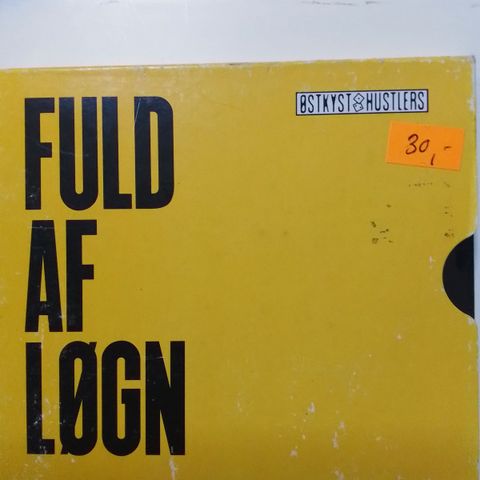 ØSTKYST HUSTLERS
30,-
FULD
AF
LØGN